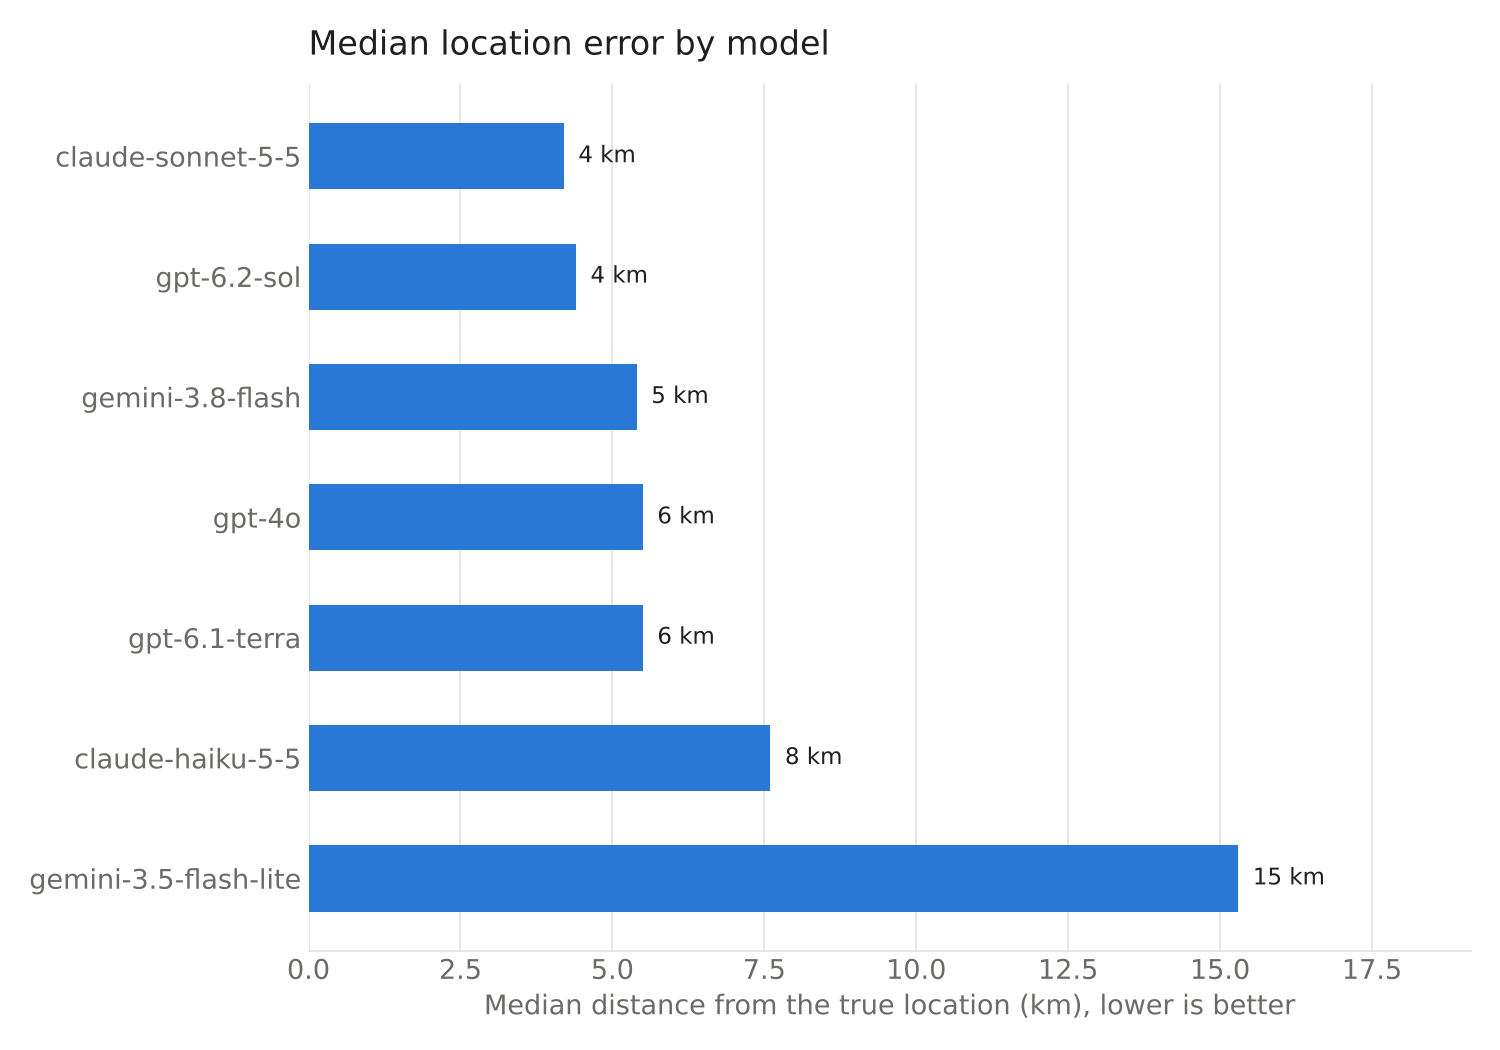 Median location error by model
claude-sonnet-5-5
4 km
gpt-6.2-sol
4 km
gemini-3.8-flash
5 km
gpt-4o
6 km
gpt-6.1-terra
6 km
claude-haiku-5-5
8 km
gemini-3.5-flash-lite
15 km
0.0 2.5 5.0 7.5 10.0 12.5 15.0 17.5
Median distance from the true location (km), lower is better